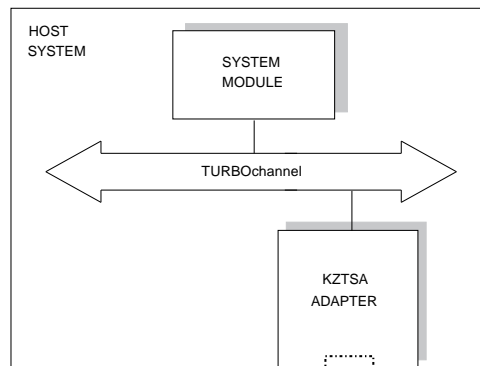 HOST
SYSTEM
SYSTEM
MODULE
TURBOchannel
KZTSA
ADAPTER